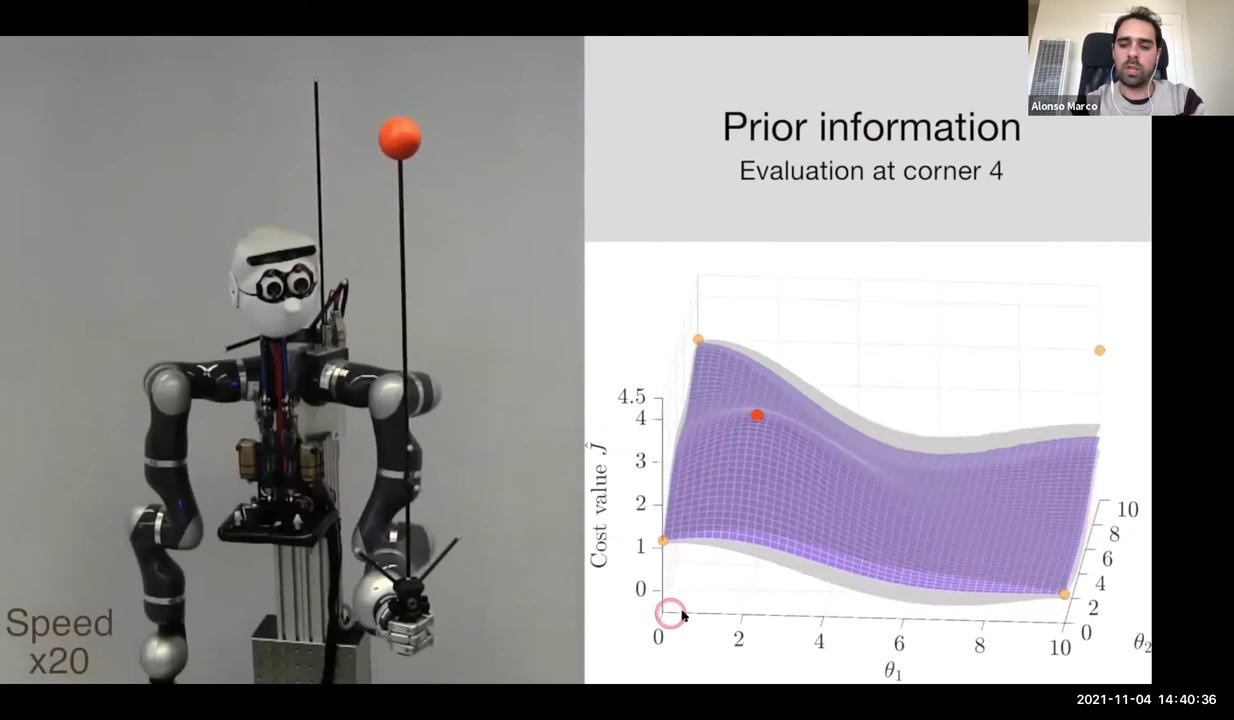 Alonso Marco
Prior information
Evaluation at corner 4
Speed
x20
Cost value Ĵ
4.5
4
3
2
1
0
0
2
4
6
8
10
θ₁
10
8
6
4
2
0
θ₂
2021-11-04 14:40:36